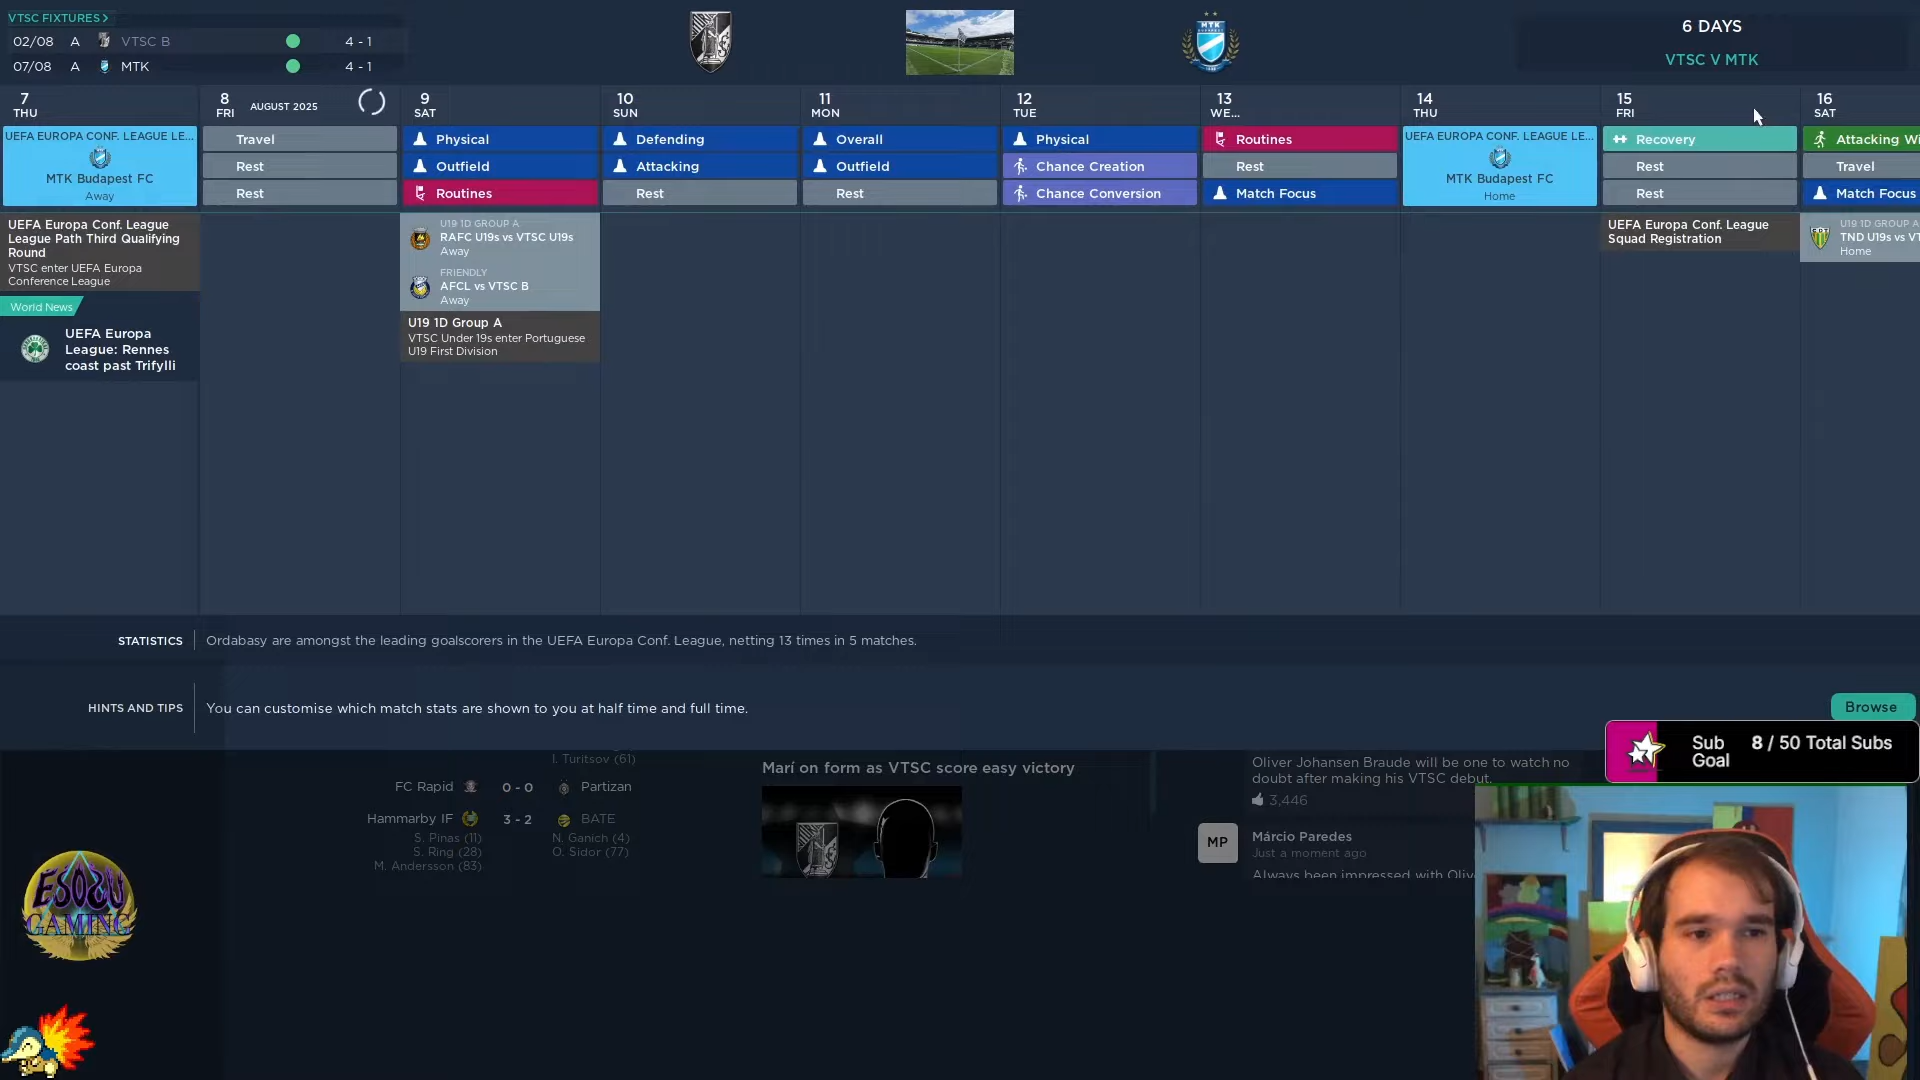 VTSC FIXTURES >
02/08 A VTSC B 4 - 1
07/08 A MTK 4 - 1
MTK
6 DAYS
VTSC V MTK
7
THU
8
FRI
AUGUST 2025
9
SAT
10
SUN
11
MON
12
TUE
13
WE...
14
THU
15
FRI
16
SAT
UEFA EUROPA CONF. LEAGUE LE...
MTK Budapest FC
Away
Travel
Rest
Rest
Physical
Outfield
Routines
Defending
Attacking
Rest
Overall
Outfield
Rest
Physical
Chance Creation
Chance Conversion
Routines
Rest
Match Focus
UEFA EUROPA CONF. LEAGUE LE...
MTK Budapest FC
Home
Recovery
Rest
Rest
Attacking Wi
Travel
Match Focus
UEFA Europa Conf. League
League Path Third Qualifying
Round
VTSC enter UEFA Europa
Conference League
World News
UEFA Europa
League: Rennes
coast past Trifylli
U19 1D GROUP A
RAFC U19s vs VTSC U19s
Away
FRIENDLY
AFCL vs VTSC B
Away
U19 1D Group A
VTSC Under 19s enter Portuguese
U19 First Division
UEFA Europa Conf. League
Squad Registration
U19 1D GROUP A
TND U19s vs VT
Home
STATISTICS
Ordabasy are amongst the leading goalscorers in the UEFA Europa Conf. League, netting 13 times in 5 matches.
HINTS AND TIPS
You can customise which match stats are shown to you at half time and full time.
Browse
Sub
Goal
8 / 50 Total Subs
I. Turitsov (61)
FC Rapid 0 - 0 Partizan
Hammarby IF 3 - 2 BATE
S. Pinas (11)
S. Ring (28)
M. Andersson (83)
N. Ganich (4)
O. Sidor (77)
Marí on form as VTSC score easy victory
Oliver Johansen Braude will be one to watch no
doubt after making his VTSC debut.
3,446
MP
Márcio Paredes
Just a moment ago
Always been impressed with Oliv
ESOZU
GAMING